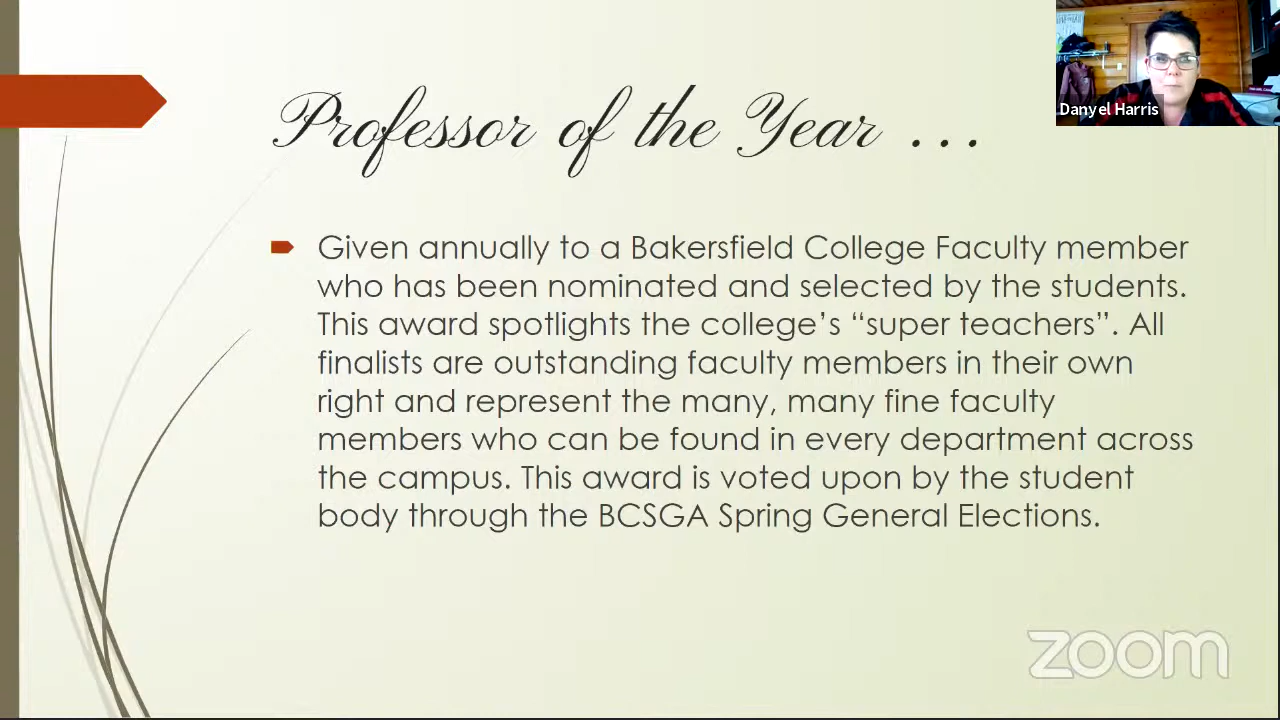 Professor of the Year ...
Danyel Harris
Given annually to a Bakersfield College Faculty member
who has been nominated and selected by the students.
This award spotlights the college’s “super teachers”. All
finalists are outstanding faculty members in their own
right and represent the many, many fine faculty
members who can be found in every department across
the campus. This award is voted upon by the student
body through the BCSGA Spring General Elections.
zoom